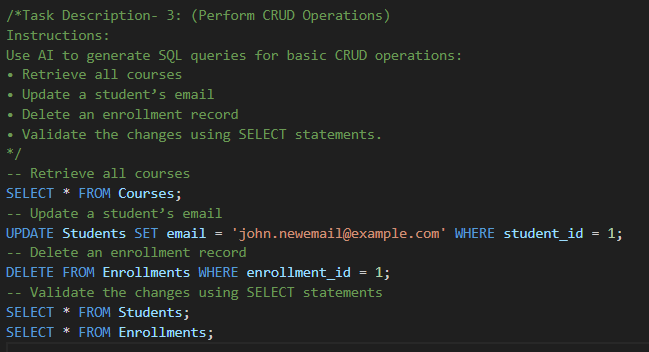 /*Task Description- 3: (Perform CRUD Operations)
Instructions:
Use AI to generate SQL queries for basic CRUD operations:
• Retrieve all courses
• Update a student’s email
• Delete an enrollment record
• Validate the changes using SELECT statements.
*/
-- Retrieve all courses
SELECT * FROM Courses;
-- Update a student’s email
UPDATE Students SET email = 'john.newemail@example.com' WHERE student_id = 1;
-- Delete an enrollment record
DELETE FROM Enrollments WHERE enrollment_id = 1;
-- Validate the changes using SELECT statements
SELECT * FROM Students;
SELECT * FROM Enrollments;